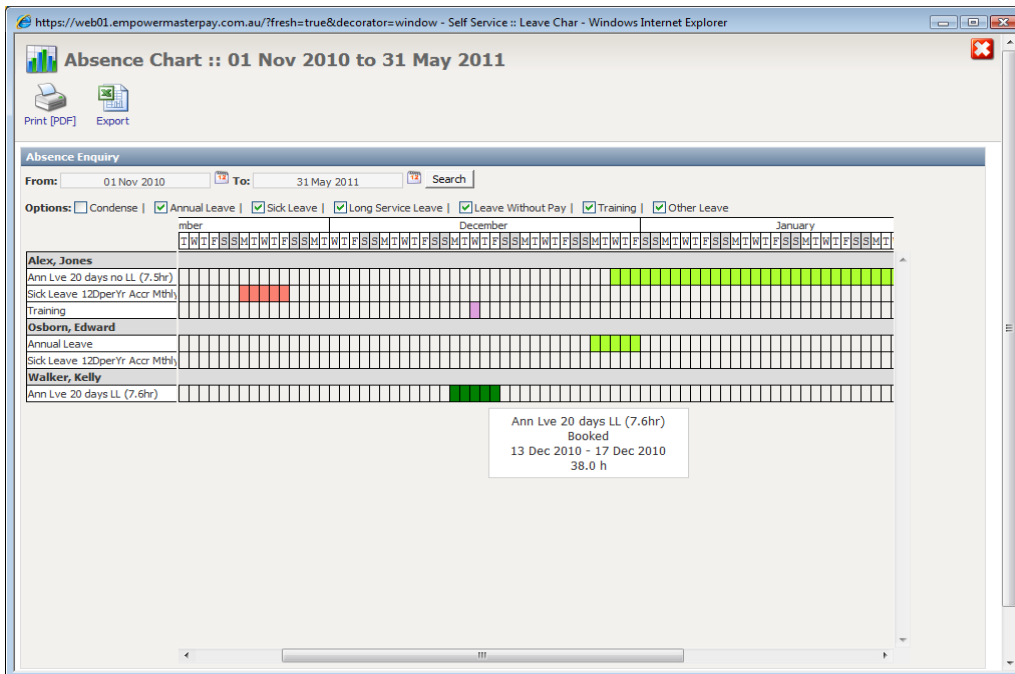 https://web01.empowermasterpay.com.au/?fresh=true&decorator=window - Self Service :: Leave Char - Windows Internet Explorer
Absence Chart :: 01 Nov 2010 to 31 May 2011
Print [PDF] Export
Absence Enquiry
From: 01 Nov 2010 12 To: 31 May 2011 12 Search
Options: Condense | Annual Leave | Sick Leave | Long Service Leave | Leave Without Pay | Training | Other Leave
mber December January
T W T F S S M T W T F S S M T W T F S S M T W T F S S M T W T F S S M T W T F S S M T W T F S S M T W T F S S M T W T F S S M T W T F S S M T
Alex, Jones
Ann Lve 20 days no LL (7.5hr)
Sick Leave 12DperYr Accr Mthly
Training
Osborn, Edward
Annual Leave
Sick Leave 12DperYr Accr Mthly
Walker, Kelly
Ann Lve 20 days LL (7.6hr)
Ann Lve 20 days LL (7.6hr)
Booked
13 Dec 2010 - 17 Dec 2010
38.0 h